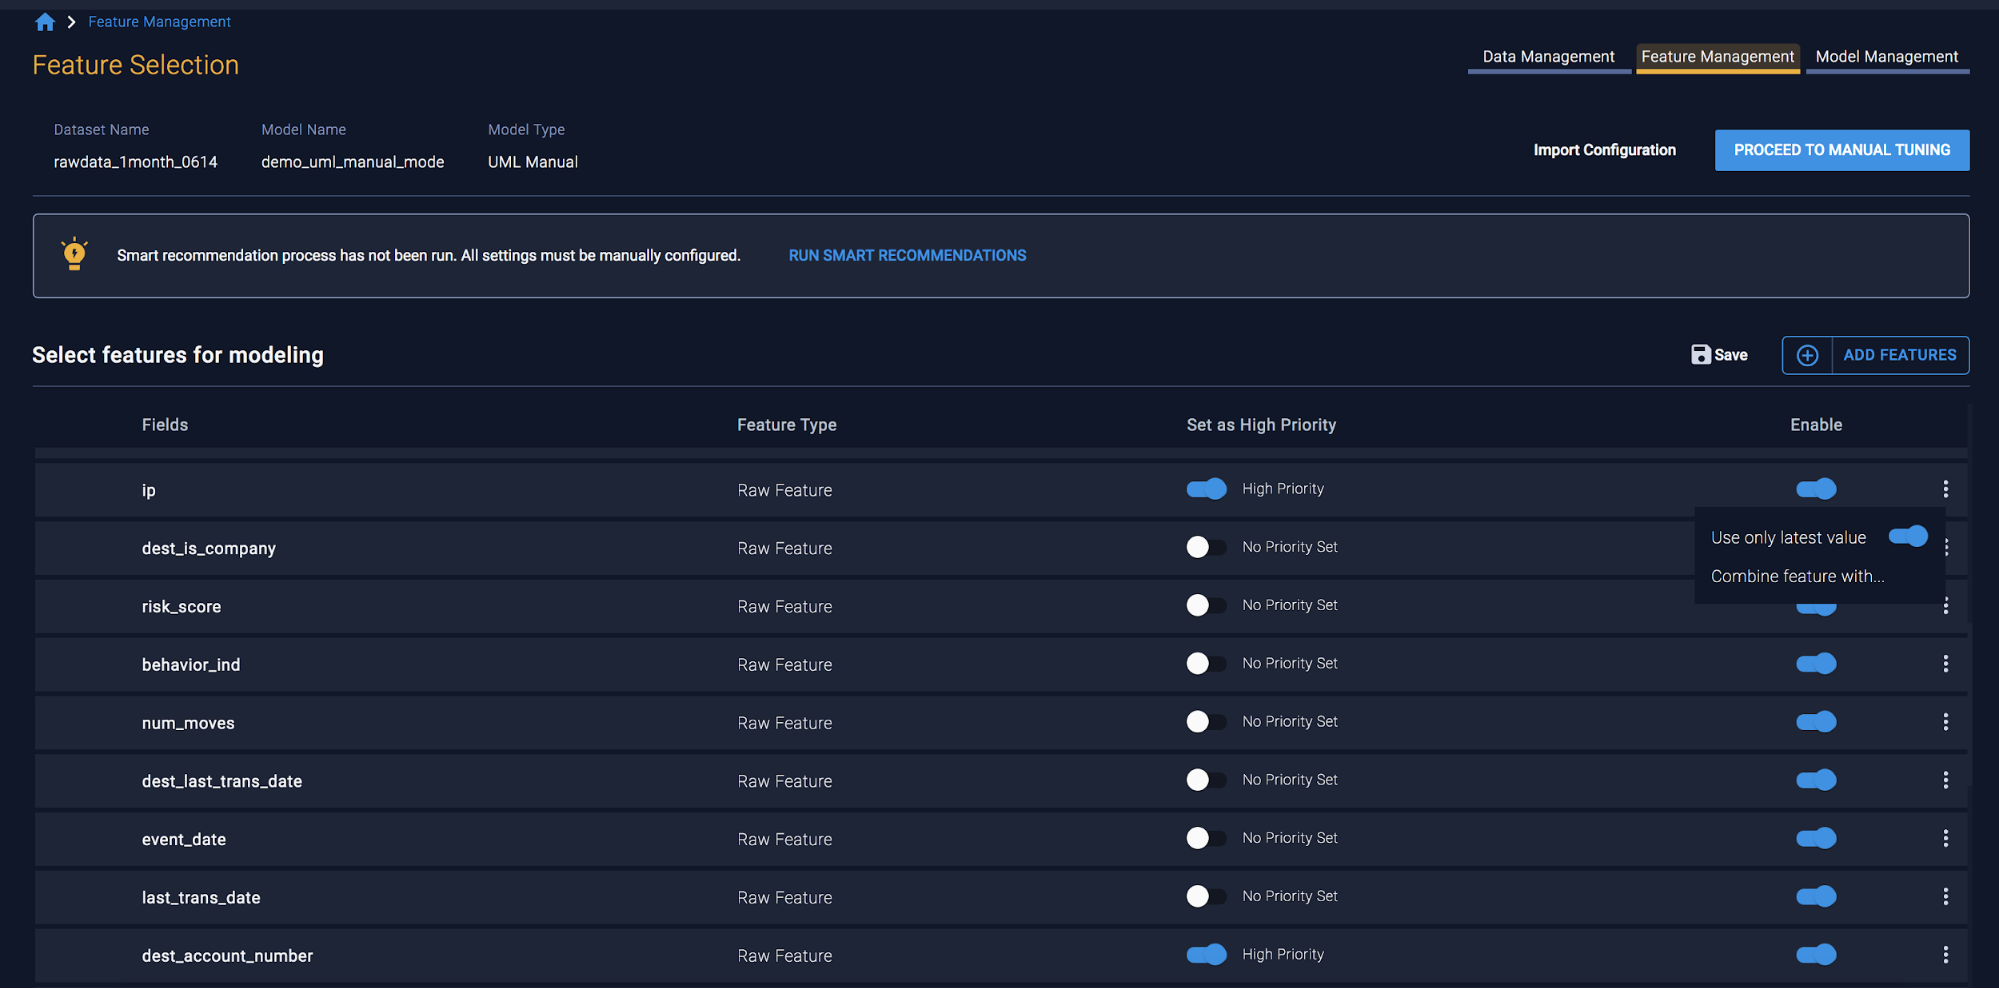 Feature Management
Feature Selection
Data Management Feature Management Model Management
Dataset Name Model Name Model Type
rawdata_1month_0614 demo_uml_manual_mode UML Manual
Import Configuration PROCEED TO MANUAL TUNING
Smart recommendation process has not been run. All settings must be manually configured. RUN SMART RECOMMENDATIONS
Select features for modeling
Save ADD FEATURES
Fields Feature Type Set as High Priority Enable
ip Raw Feature High Priority
Use only latest value
Combine feature with...
dest_is_company Raw Feature No Priority Set
risk_score Raw Feature No Priority Set
behavior_ind Raw Feature No Priority Set
num_moves Raw Feature No Priority Set
dest_last_trans_date Raw Feature No Priority Set
event_date Raw Feature No Priority Set
last_trans_date Raw Feature No Priority Set
dest_account_number Raw Feature High Priority